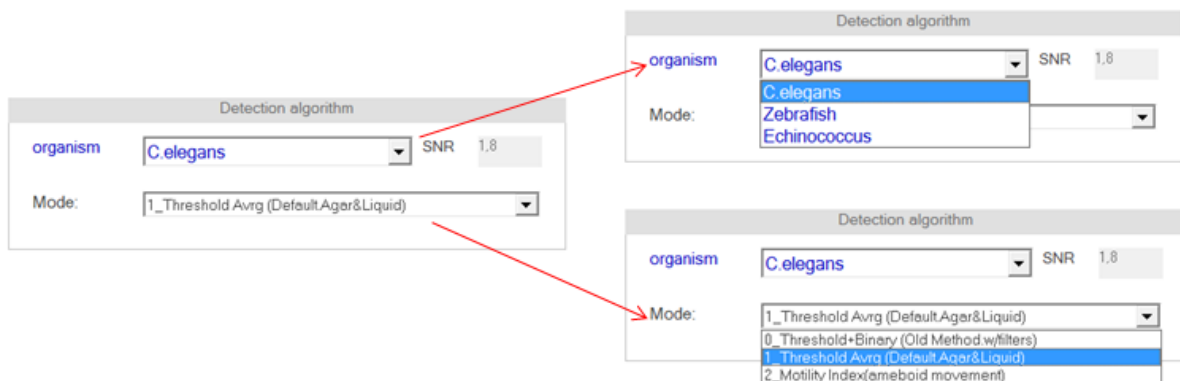 Detection algorithm
organism C.elegans SNR 1,8
Mode: 1_Threshold Avrg (Default.Agar&Liquid)
Detection algorithm
organism C.elegans SNR 1,8
C.elegans
Mode: Zebrafish
Echinococcus
Detection algorithm
organism C.elegans SNR 1,8
Mode: 1_Threshold Avrg (Default.Agar&Liquid)
0_Threshold+Binary (Old Method.w/filters)
1_Threshold Avrg (Default.Agar&Liquid)
2_Motility Index(ameboid movement)